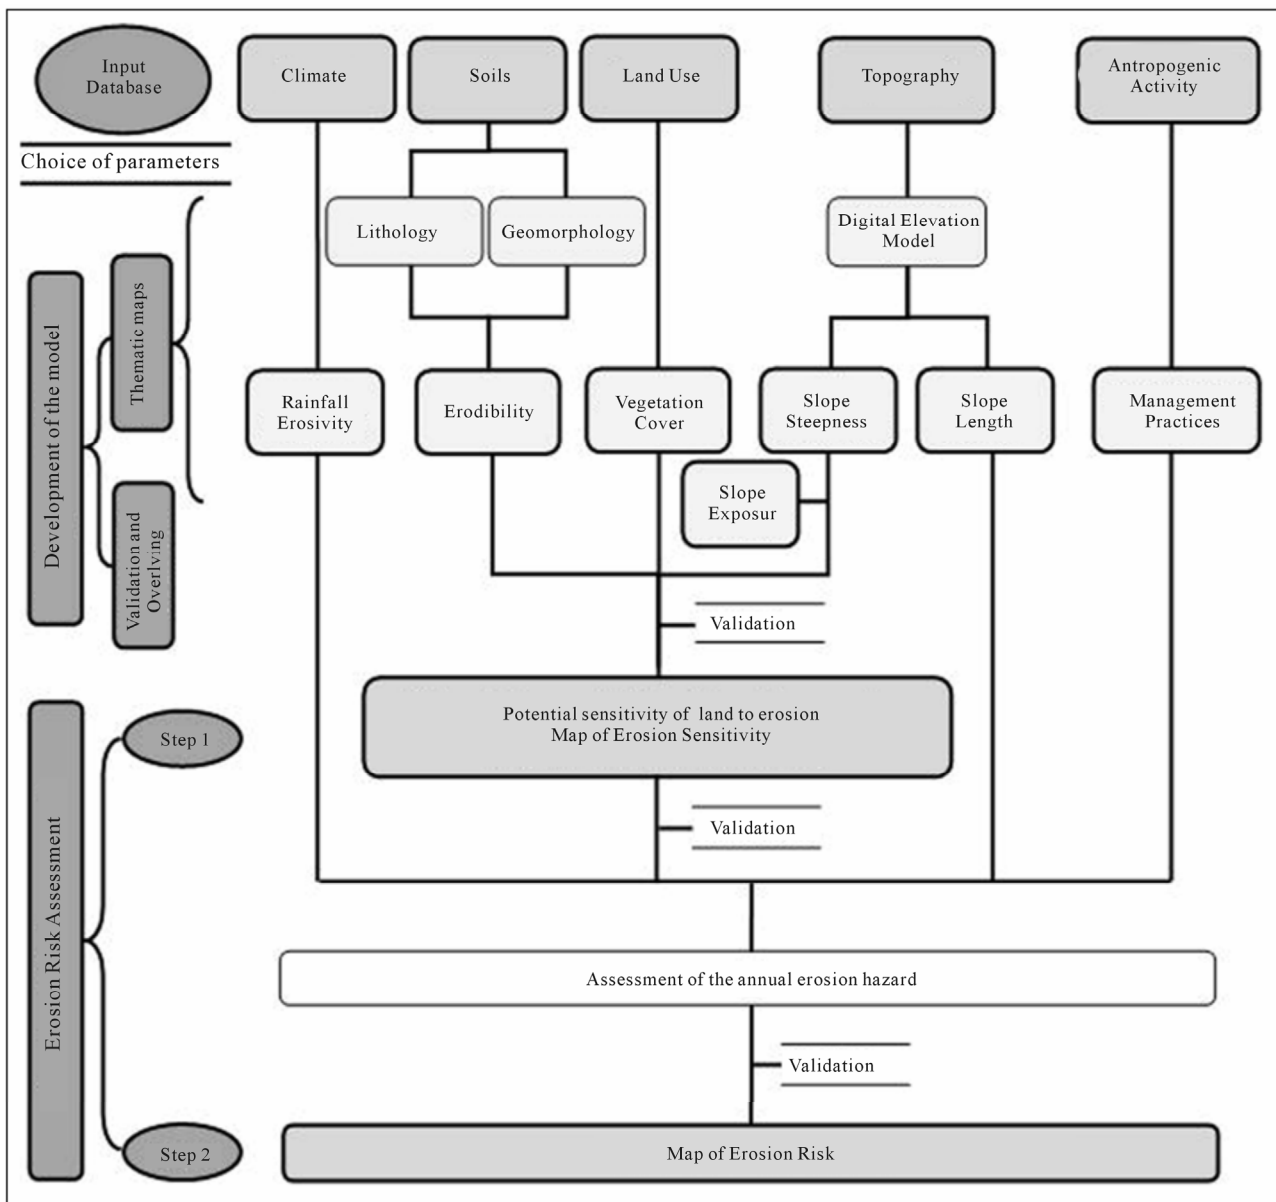 Input
Database
Climate
Soils
Land Use
Topography
Antropogenic
Activity
Choice of parameters
Lithology
Geomorphology
Digital Elevation
Model
Development of the model
Thematic maps
Validation and
Overlving
Rainfall
Erosivity
Erodibility
Vegetation
Cover
Slope
Steepness
Slope
Length
Management
Practices
Slope
Exposur
Validation
Potential sensitivity of land to erosion
Map of Erosion Sensitivity
Erosion Risk Assessment
Step 1
Validation
Assessment of the annual erosion hazard
Validation
Step 2
Map of Erosion Risk